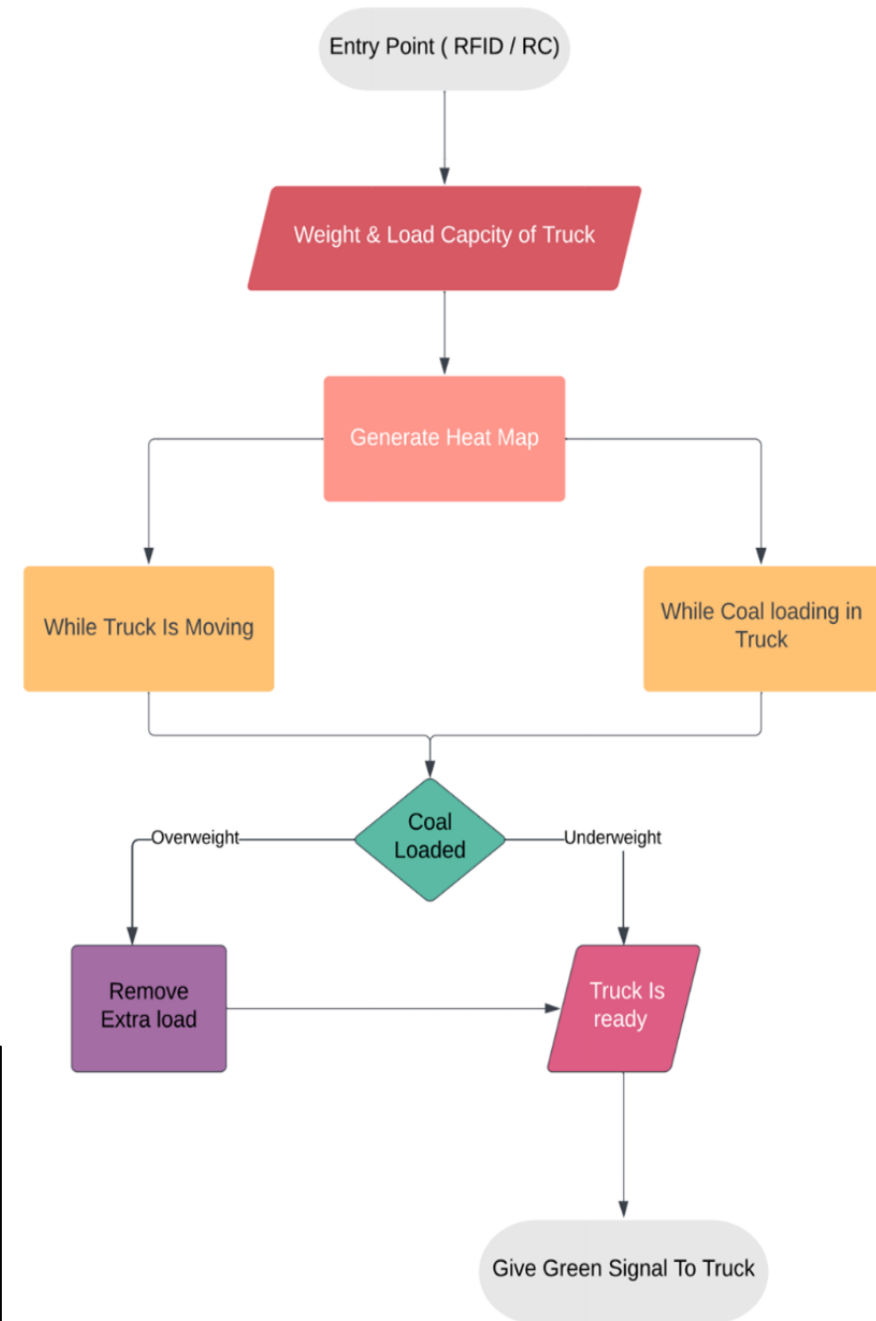 Entry Point ( RFID / RC)
Weight & Load Capcity of Truck
Generate Heat Map
While Truck Is Moving
While Coal loading in
Truck
Coal
Loaded
Overweight
Underweight
Remove
Extra load
Truck Is
ready
Give Green Signal To Truck